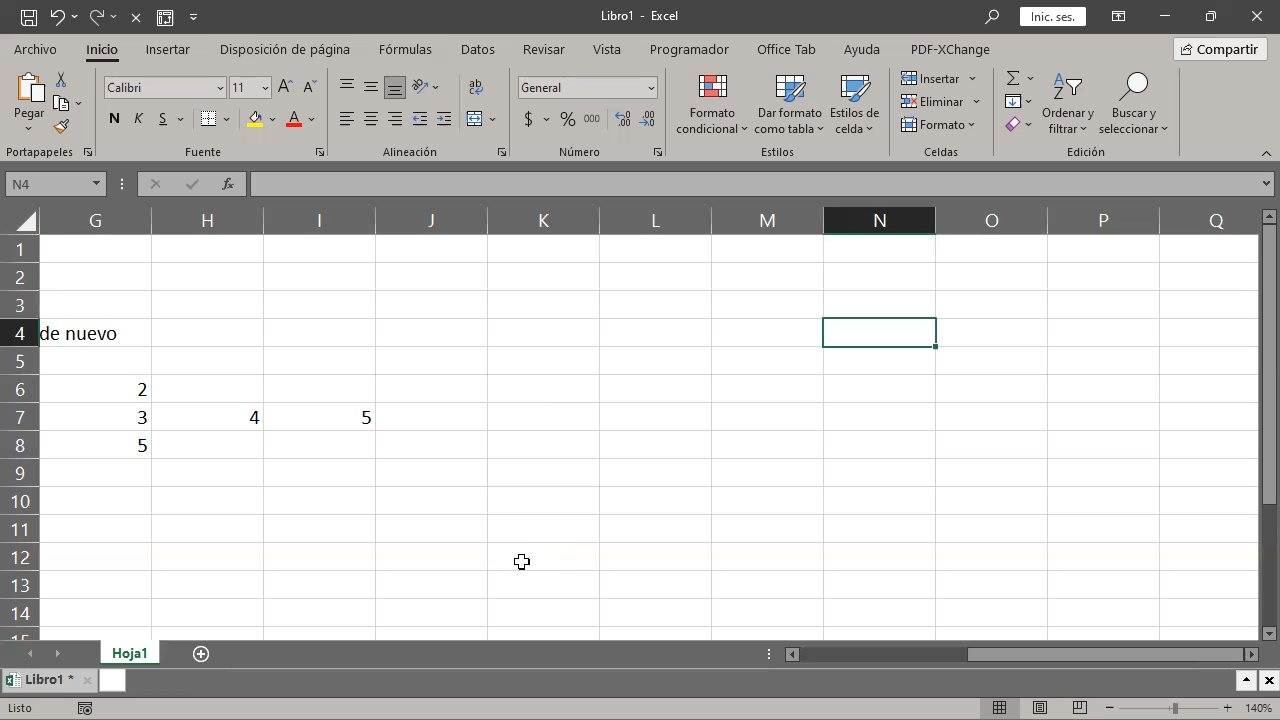 Libro1 - Excel
Inic. ses.
Archivo Inicio Insertar Disposición de página Fórmulas Datos Revisar Vista Programador Office Tab Ayuda PDF-XChange Compartir
Pegar
Calibri 11
N K S
General
$ % 000
Formato condicional
Dar formato como tabla
Estilos de celda
Insertar
Eliminar
Formato
Ordenar y filtrar
Buscar y seleccionar
Portapapeles Fuente Alineación Número Estilos Celdas Edición
N4 fx
G H I J K L M N O P Q
1
2
3
4 de nuevo
5
6 2
7 3 4 5
8 5
9
10
11
12
13
14
15
Hoja1
Libro1 *
Listo 140%